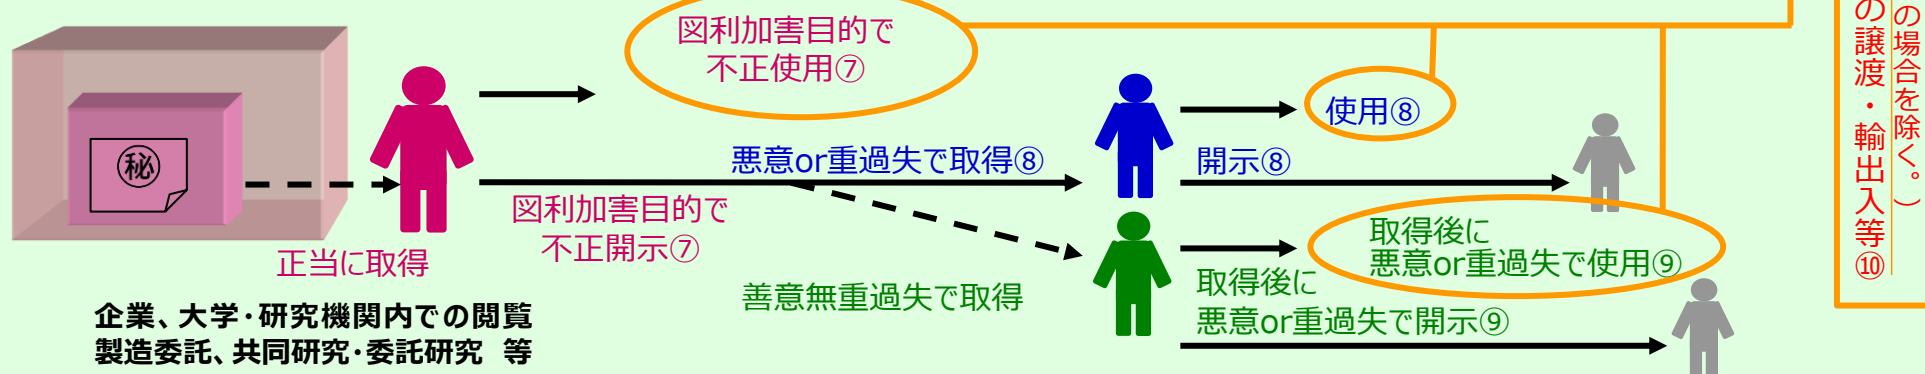 図利加害目的で
不正使用⑦
使用⑧
悪意or重過失で取得⑧
開示⑧
㊙
図利加害目的で
不正開示⑦
正当に取得
取得後に
悪意or重過失で使用⑨
善意無重過失で取得
取得後に
悪意or重過失で開示⑨
企業、大学・研究機関内での閲覧
製造委託、共同研究・委託研究 等
の場合を除く。）
の譲渡・輸出入等⑩